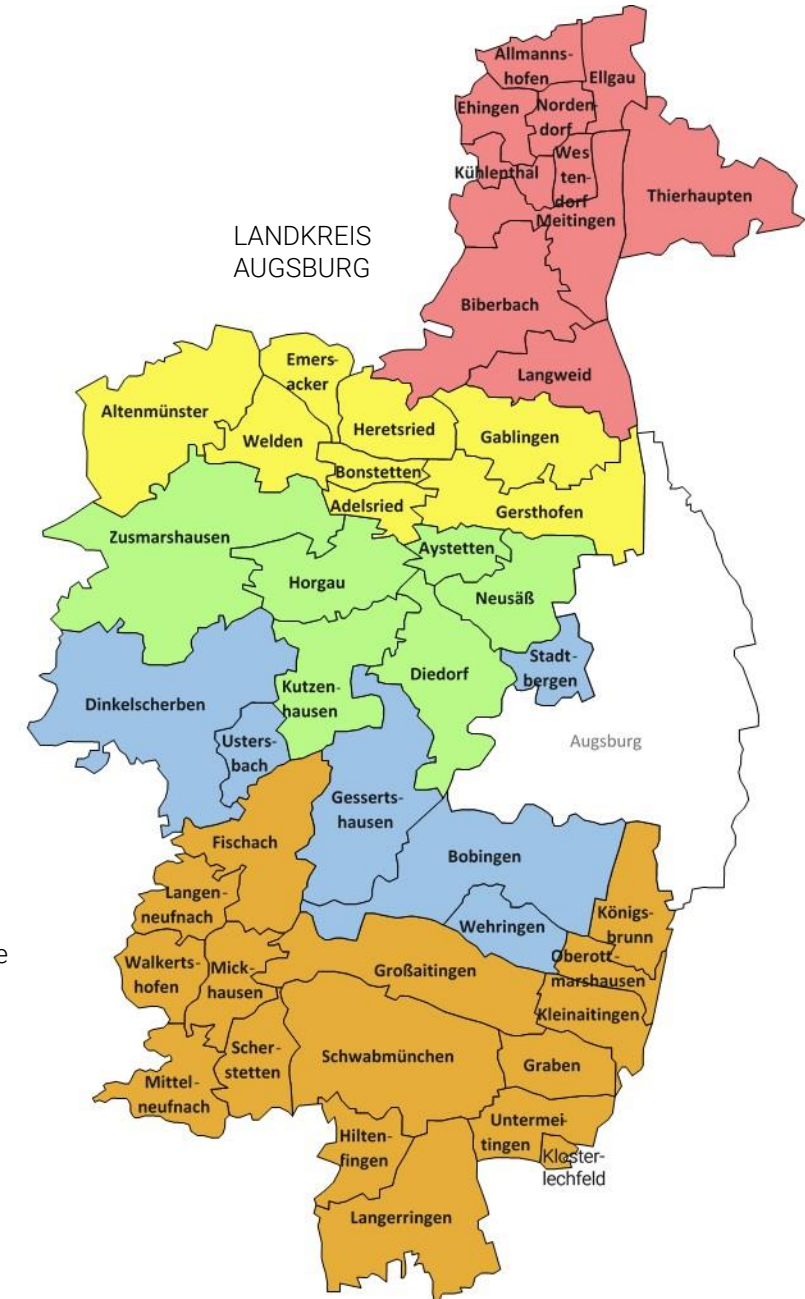 Allmanns-
hofen
Ellgau
Ehingen
Norden-
dorf
Kühlenthal
Wes
ten-
dorf
Thierhaupten
Meitingen
LANDKREIS
AUGSBURG
Biberbach
Langweid
Emers-
acker
Altenmünster
Welden
Heretsried
Gablingen
Bonstetten
Adelsried
Gersthofen
Zusmarshausen
Aystetten
Horgau
Neusäß
Stadt-
bergen
Diedorf
Kutzen-
hausen
Dinkelscherben
Usters-
bach
Augsburg
Gesserts-
hausen
Fischach
Bobingen
Langen-
neufnach
Wehringen
Königs-
brunn
e
Walkerts-
hofen
Mick-
hausen
Großaitingen
Oberott-
marshausen
Kleinaitingen
Scher-
stetten
Schwabmünchen
Graben
Mittel-
neufnach
Untermei-
tingen
Hilten-
fingen
Kloster-
lechfeld
Langerringen